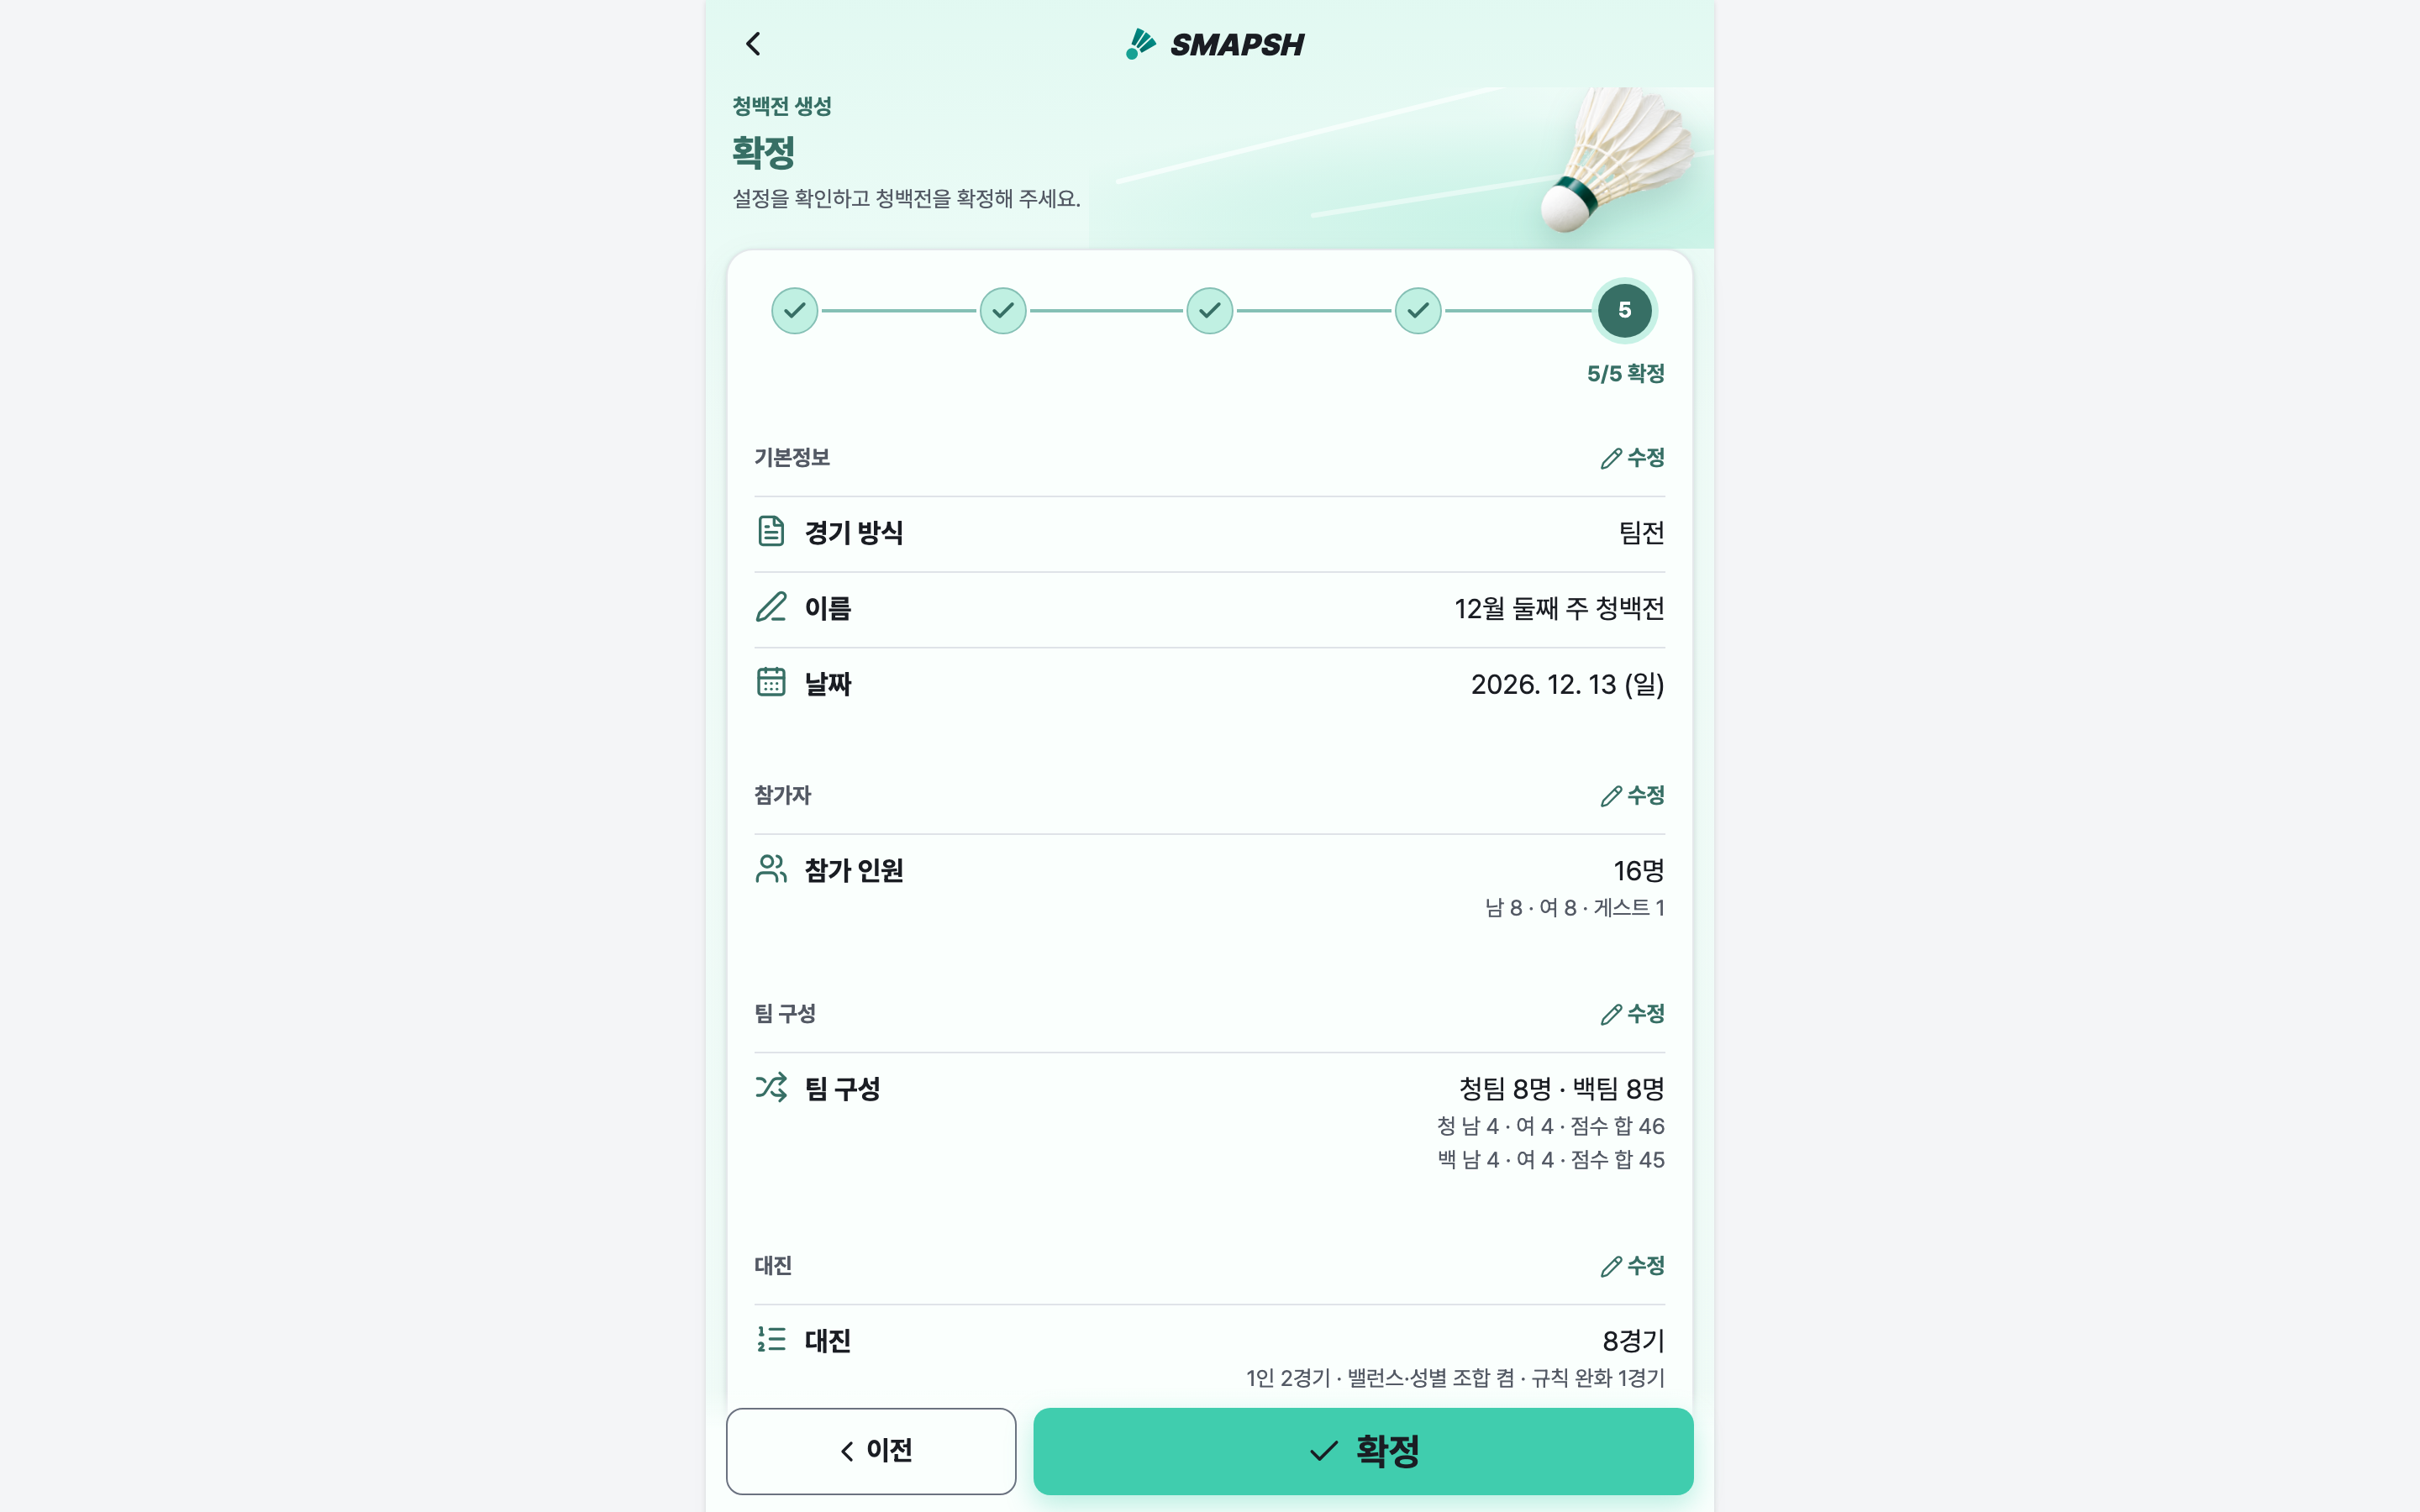 SMAPSH
청백전 생성
확정
설정을 확인하고 청백전을 확정해 주세요.
5
5/5 확정
기본정보
수정
경기 방식
팀전
이름
12월 둘째 주 청백전
날짜
2026. 12. 13 (일)
참가자
수정
참가 인원
16명
남 8 · 여 8 · 게스트 1
팀 구성
수정
팀 구성
청팀 8명 · 백팀 8명
청 남 4 · 여 4 · 점수 합 46
백 남 4 · 여 4 · 점수 합 45
대진
수정
대진
8경기
1인 2경기 · 밸런스·성별 조합 켬 · 규칙 완화 1경기
이전
확정